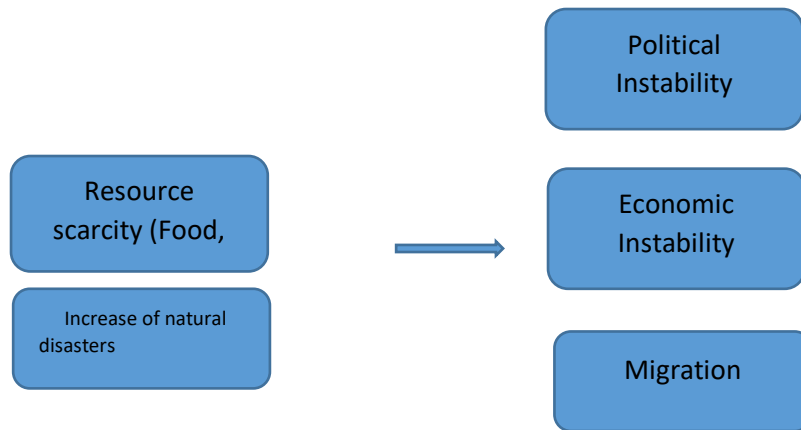 Political
Instability
Resource
scarcity (Food,
Economic
Instability
Increase of natural
disasters
Migration